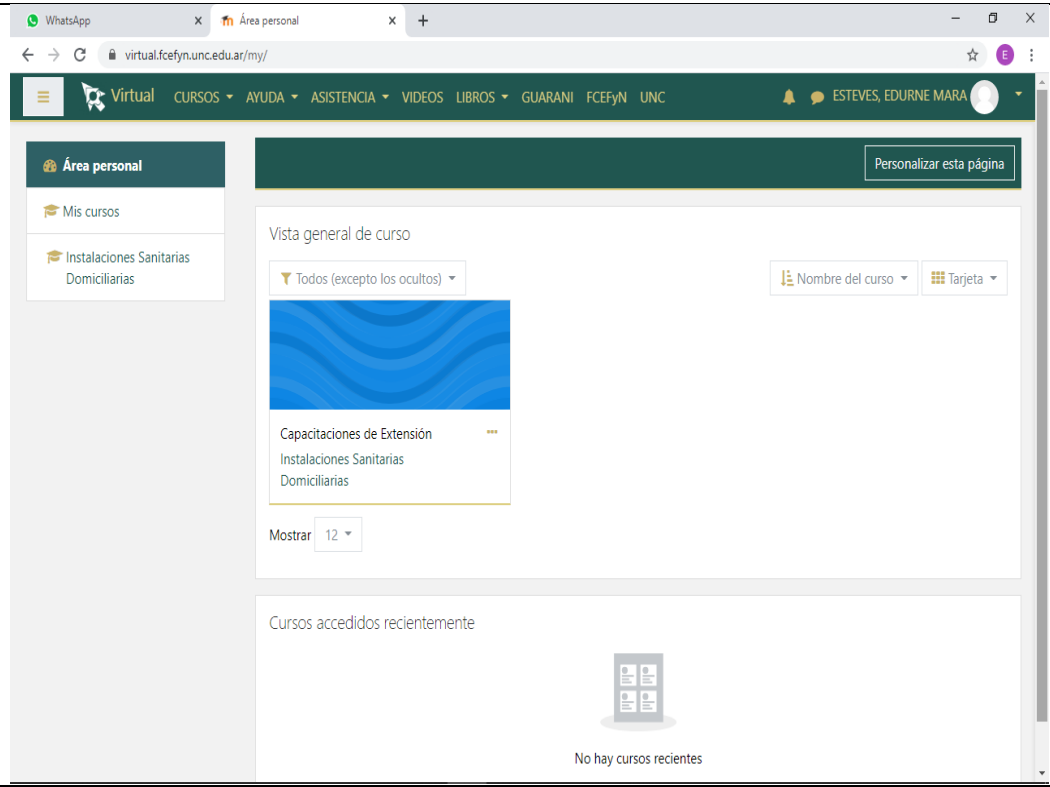 WhatsApp
Área personal
virtual.fcefyn.unc.edu.ar/my/
E
Virtual CURSOS AYUDA ASISTENCIA VIDEOS LIBROS GUARANI FCEFyN UNC ESTEVES, EDURNE MARA
Área personal
Mis cursos
Instalaciones Sanitarias
Domiciliarias
Personalizar esta página
Vista general de curso
Todos (excepto los ocultos) Nombre del curso Tarjeta
Capacitaciones de Extensión
Instalaciones Sanitarias
Domiciliarias
Mostrar 12
Cursos accedidos recientemente
No hay cursos recientes